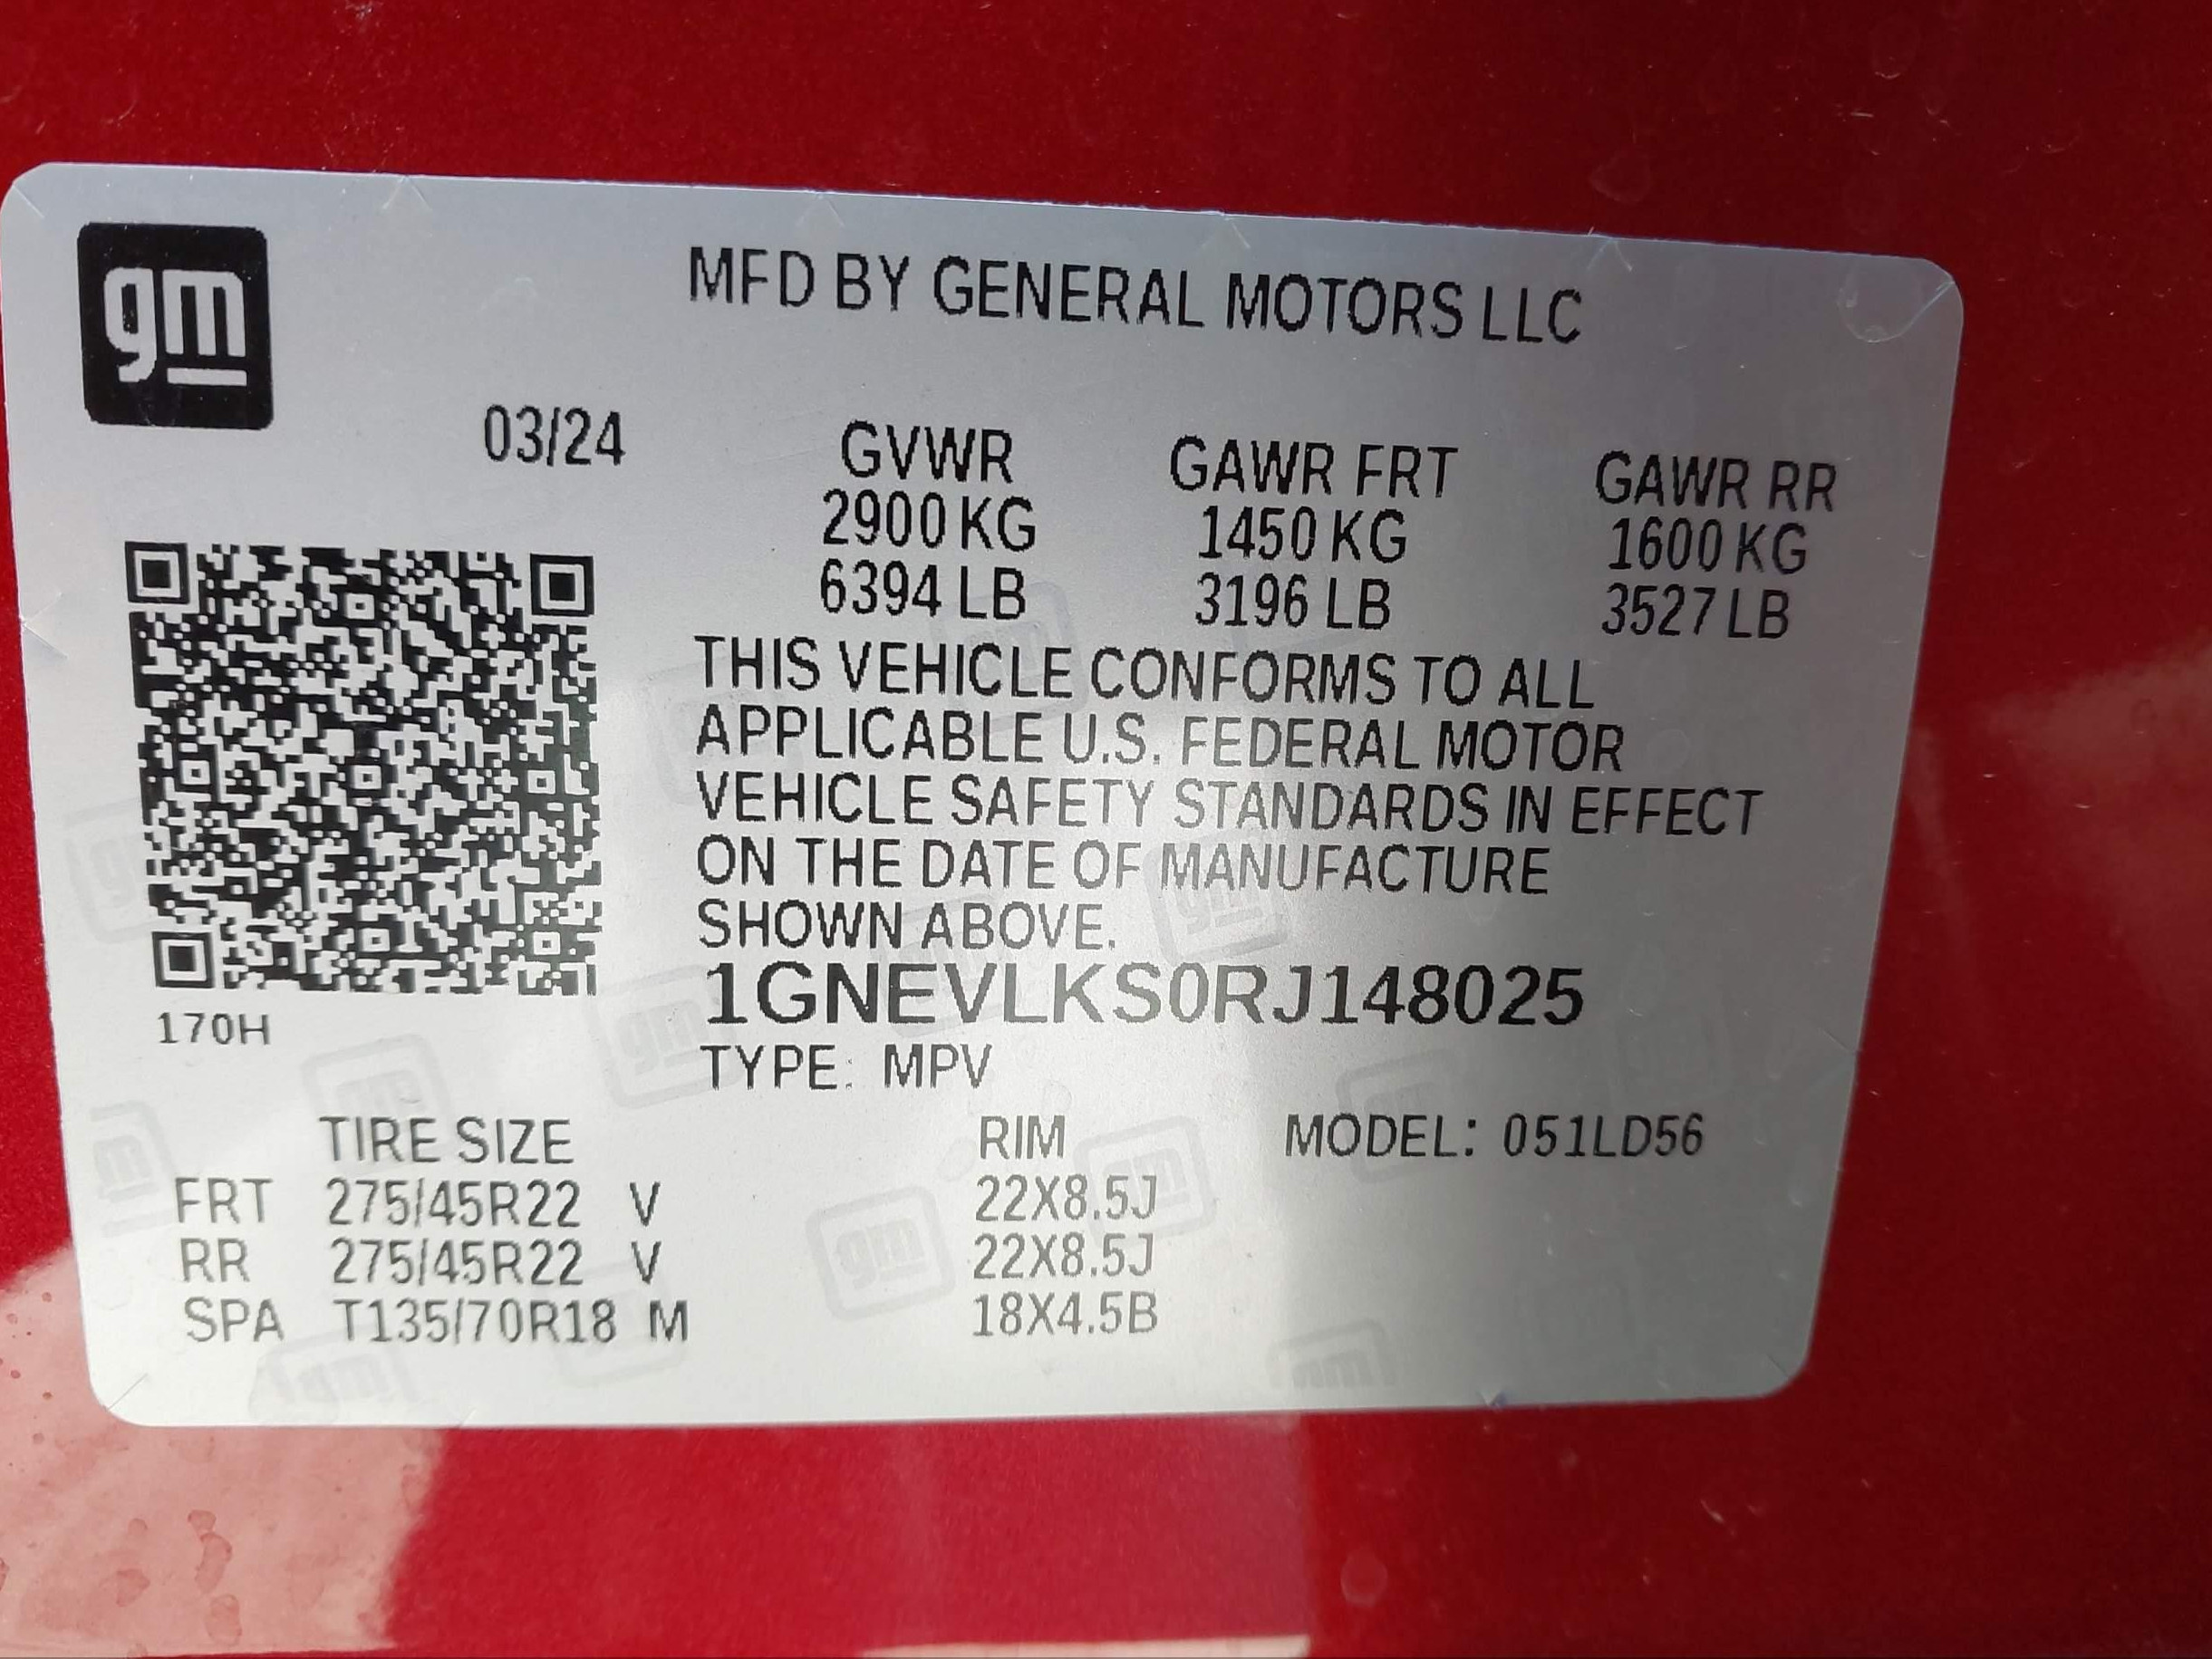 gm
MFD BY GENERAL MOTORS LLC
03/24
GVWR GAWR FRT GAWR RR
2900 KG 1450 KG 1600 KG
6394 LB 3196 LB 3527 LB
THIS VEHICLE CONFORMS TO ALL
APPLICABLE U.S. FEDERAL MOTOR
VEHICLE SAFETY STANDARDS IN EFFECT
ON THE DATE OF MANUFACTURE
SHOWN ABOVE.
1GNEVLKS0RJ148025
170H
TYPE: MPV
TIRE SIZE RIM MODEL: 051LD56
FRT 275/45R22 V 22X8.5J
RR 275/45R22 V 22X8.5J
SPA T135/70R18 M 18X4.5B